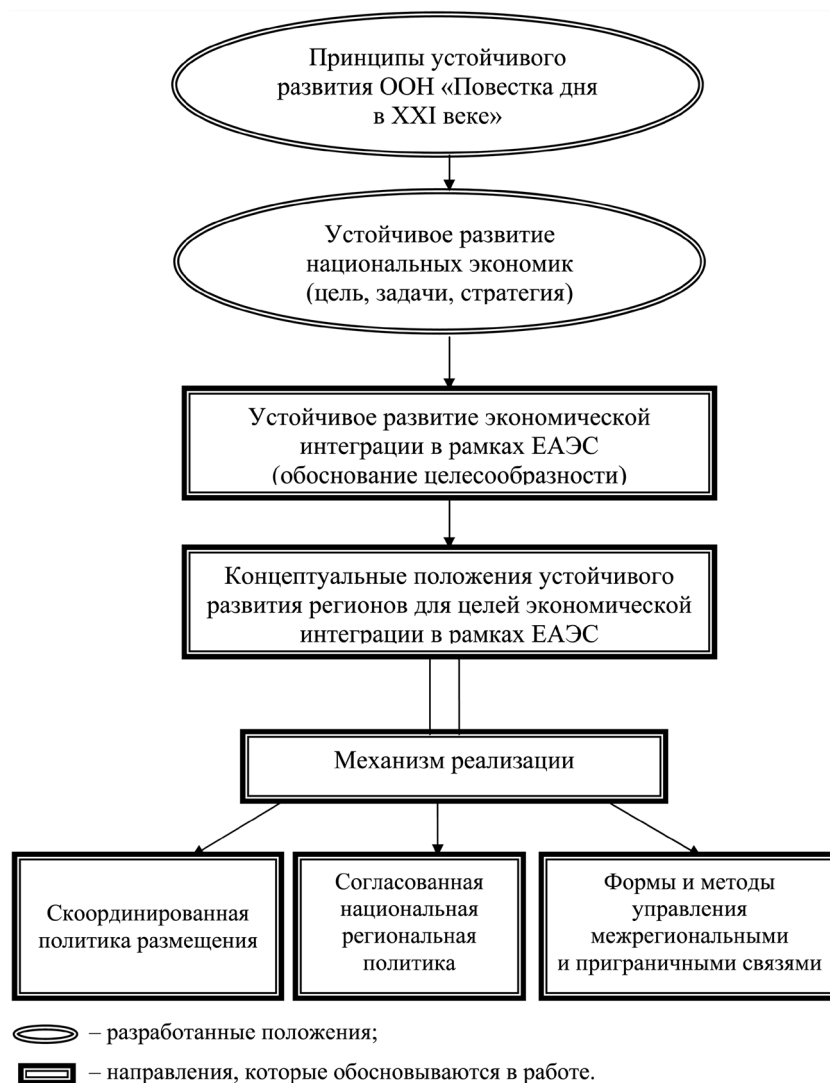 Принципы устойчивого
развития ООН «Повестка дня
в XXI веке»
Устойчивое развитие
национальных экономик
(цель, задачи, стратегия)
Устойчивое развитие экономической
интеграции в рамках ЕАЭС
(обоснование целесообразности)
Концептуальные положения устойчивого
развития регионов для целей экономической
интеграции в рамках ЕАЭС
Механизм реализации
Скоординированная
политика размещения
Согласованная
национальная
региональная
политика
Формы и методы
управления
межрегиональными
и приграничными связями
– разработанные положения;
– направления, которые обосновываются в работе.